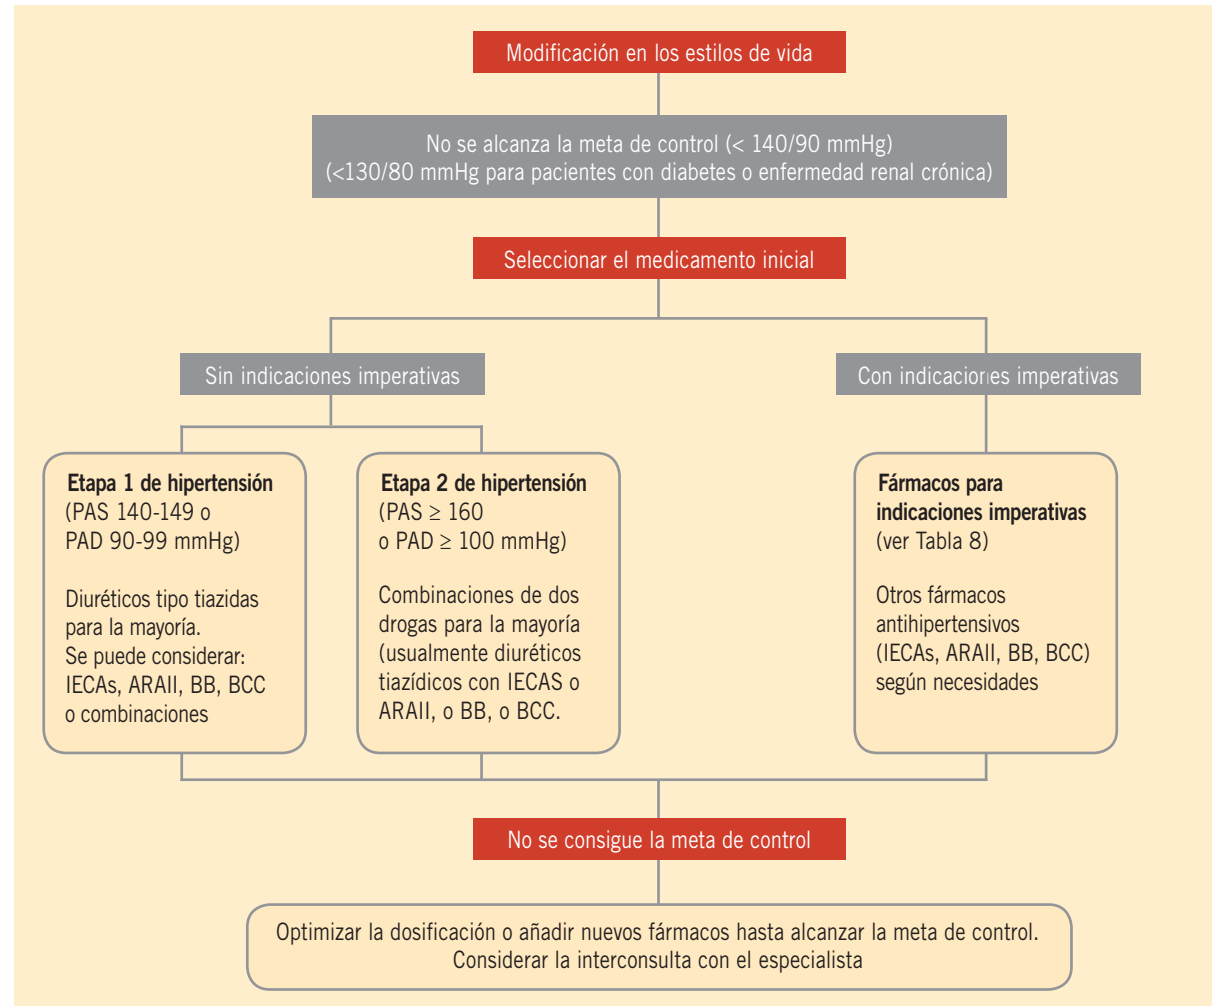 Modificación en los estilos de vida
No se alcanza la meta de control (< 140/90 mmHg)
(<130/80 mmHg para pacientes con diabetes o enfermedad renal crónica)
Seleccionar el medicamento inicial
Sin indicaciones imperativas
Con indicaciones imperativas
Etapa 1 de hipertensión
(PAS 140-149 o
PAD 90-99 mmHg)
Diuréticos tipo tiazidas
para la mayoría.
Se puede considerar:
IECAs, ARAII, BB, BCC
o combinaciones
Etapa 2 de hipertensión
(PAS ≥ 160
o PAD ≥ 100 mmHg)
Combinaciones de dos
drogas para la mayoría
(usualmente diuréticos
tiazídicos con IECAS o
ARAII, o BB, o BCC.
Fármacos para
indicaciones imperativas
(ver Tabla 8)
Otros fármacos
antihipertensivos
(IECAs, ARAII, BB, BCC)
según necesidades
No se consigue la meta de control
Optimizar la dosificación o añadir nuevos fármacos hasta alcanzar la meta de control.
Considerar la interconsulta con el especialista